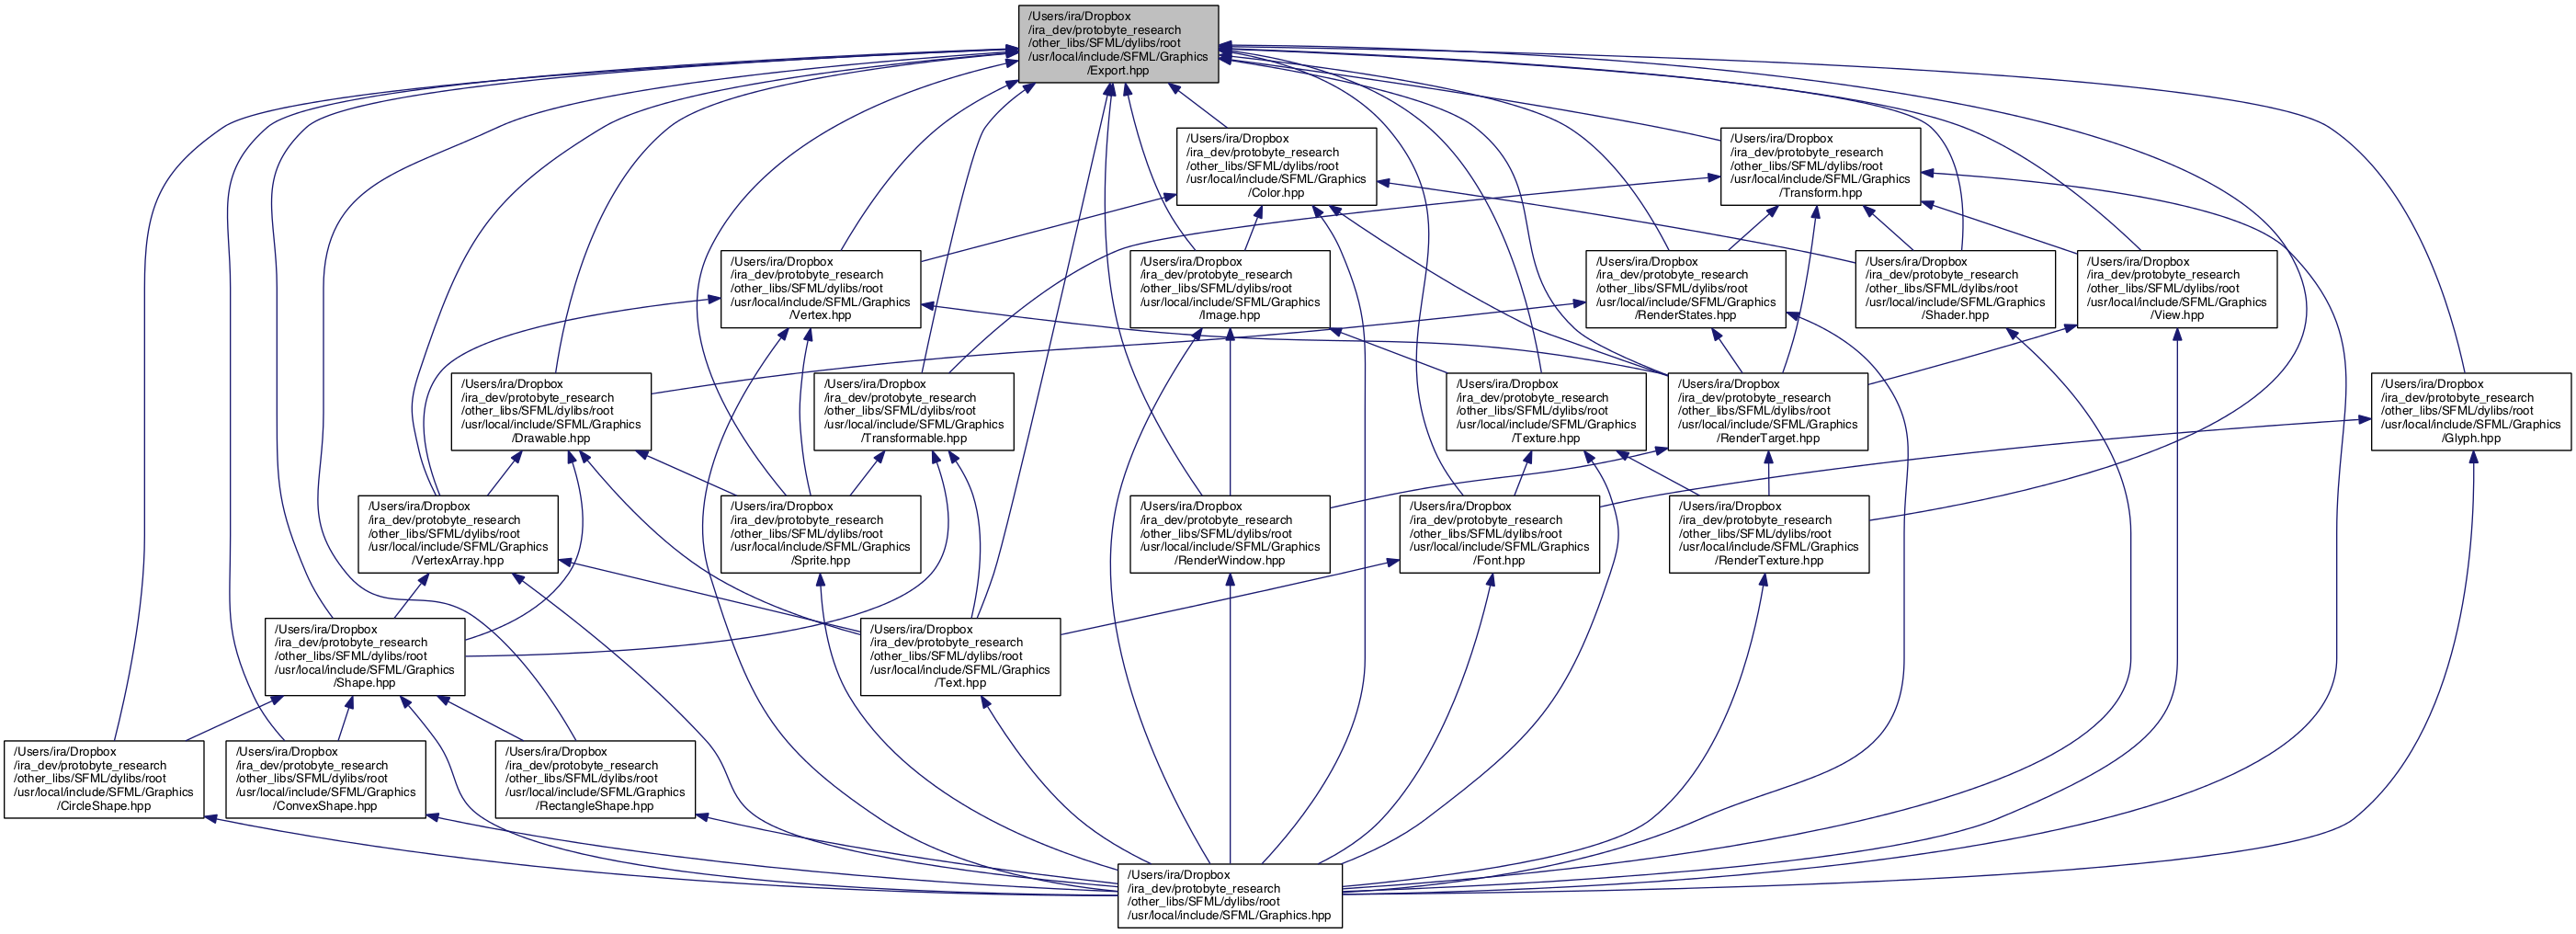 /Users/ira/Dropbox
/ira_dev/protobyte_research
/other_libs/SFML/dylibs/root
/usr/local/include/SFML/Graphics
/Export.hpp
/Users/ira/Dropbox
/ira_dev/protobyte_research
/other_libs/SFML/dylibs/root
/usr/local/include/SFML/Graphics
/Color.hpp
/Users/ira/Dropbox
/ira_dev/protobyte_research
/other_libs/SFML/dylibs/root
/usr/local/include/SFML/Graphics
/Transform.hpp
/Users/ira/Dropbox
/ira_dev/protobyte_research
/other_libs/SFML/dylibs/root
/usr/local/include/SFML/Graphics
/Vertex.hpp
/Users/ira/Dropbox
/ira_dev/protobyte_research
/other_libs/SFML/dylibs/root
/usr/local/include/SFML/Graphics
/Image.hpp
/Users/ira/Dropbox
/ira_dev/protobyte_research
/other_libs/SFML/dylibs/root
/usr/local/include/SFML/Graphics
/RenderStates.hpp
/Users/ira/Dropbox
/ira_dev/protobyte_research
/other_libs/SFML/dylibs/root
/usr/local/include/SFML/Graphics
/Shader.hpp
/Users/ira/Dropbox
/ira_dev/protobyte_research
/other_libs/SFML/dylibs/root
/usr/local/include/SFML/Graphics
/View.hpp
/Users/ira/Dropbox
/ira_dev/protobyte_research
/other_libs/SFML/dylibs/root
/usr/local/include/SFML/Graphics
/Drawable.hpp
/Users/ira/Dropbox
/ira_dev/protobyte_research
/other_libs/SFML/dylibs/root
/usr/local/include/SFML/Graphics
/Transformable.hpp
/Users/ira/Dropbox
/ira_dev/protobyte_research
/other_libs/SFML/dylibs/root
/usr/local/include/SFML/Graphics
/Texture.hpp
/Users/ira/Dropbox
/ira_dev/protobyte_research
/other_libs/SFML/dylibs/root
/usr/local/include/SFML/Graphics
/RenderTarget.hpp
/Users/ira/Dropbox
/ira_dev/protobyte_research
/other_libs/SFML/dylibs/root
/usr/local/include/SFML/Graphics
/Glyph.hpp
/Users/ira/Dropbox
/ira_dev/protobyte_research
/other_libs/SFML/dylibs/root
/usr/local/include/SFML/Graphics
/VertexArray.hpp
/Users/ira/Dropbox
/ira_dev/protobyte_research
/other_libs/SFML/dylibs/root
/usr/local/include/SFML/Graphics
/Sprite.hpp
/Users/ira/Dropbox
/ira_dev/protobyte_research
/other_libs/SFML/dylibs/root
/usr/local/include/SFML/Graphics
/RenderWindow.hpp
/Users/ira/Dropbox
/ira_dev/protobyte_research
/other_libs/SFML/dylibs/root
/usr/local/include/SFML/Graphics
/Font.hpp
/Users/ira/Dropbox
/ira_dev/protobyte_research
/other_libs/SFML/dylibs/root
/usr/local/include/SFML/Graphics
/RenderTexture.hpp
/Users/ira/Dropbox
/ira_dev/protobyte_research
/other_libs/SFML/dylibs/root
/usr/local/include/SFML/Graphics
/Shape.hpp
/Users/ira/Dropbox
/ira_dev/protobyte_research
/other_libs/SFML/dylibs/root
/usr/local/include/SFML/Graphics
/Text.hpp
/Users/ira/Dropbox
/ira_dev/protobyte_research
/other_libs/SFML/dylibs/root
/usr/local/include/SFML/Graphics
/CircleShape.hpp
/Users/ira/Dropbox
/ira_dev/protobyte_research
/other_libs/SFML/dylibs/root
/usr/local/include/SFML/Graphics
/ConvexShape.hpp
/Users/ira/Dropbox
/ira_dev/protobyte_research
/other_libs/SFML/dylibs/root
/usr/local/include/SFML/Graphics
/RectangleShape.hpp
/Users/ira/Dropbox
/ira_dev/protobyte_research
/other_libs/SFML/dylibs/root
/usr/local/include/SFML/Graphics.hpp